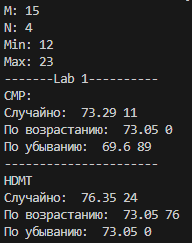 M: 15
N: 4
Min: 12
Max: 23
-------Lab 1----------
CMP:
Случайно:  73.29 11
По возрастанию:  73.05 0
По убыванию:  69.6 89
----------------------
HDMT
Случайно:  76.35 24
По возрастанию:  73.05 76
По убыванию:  73.05 0